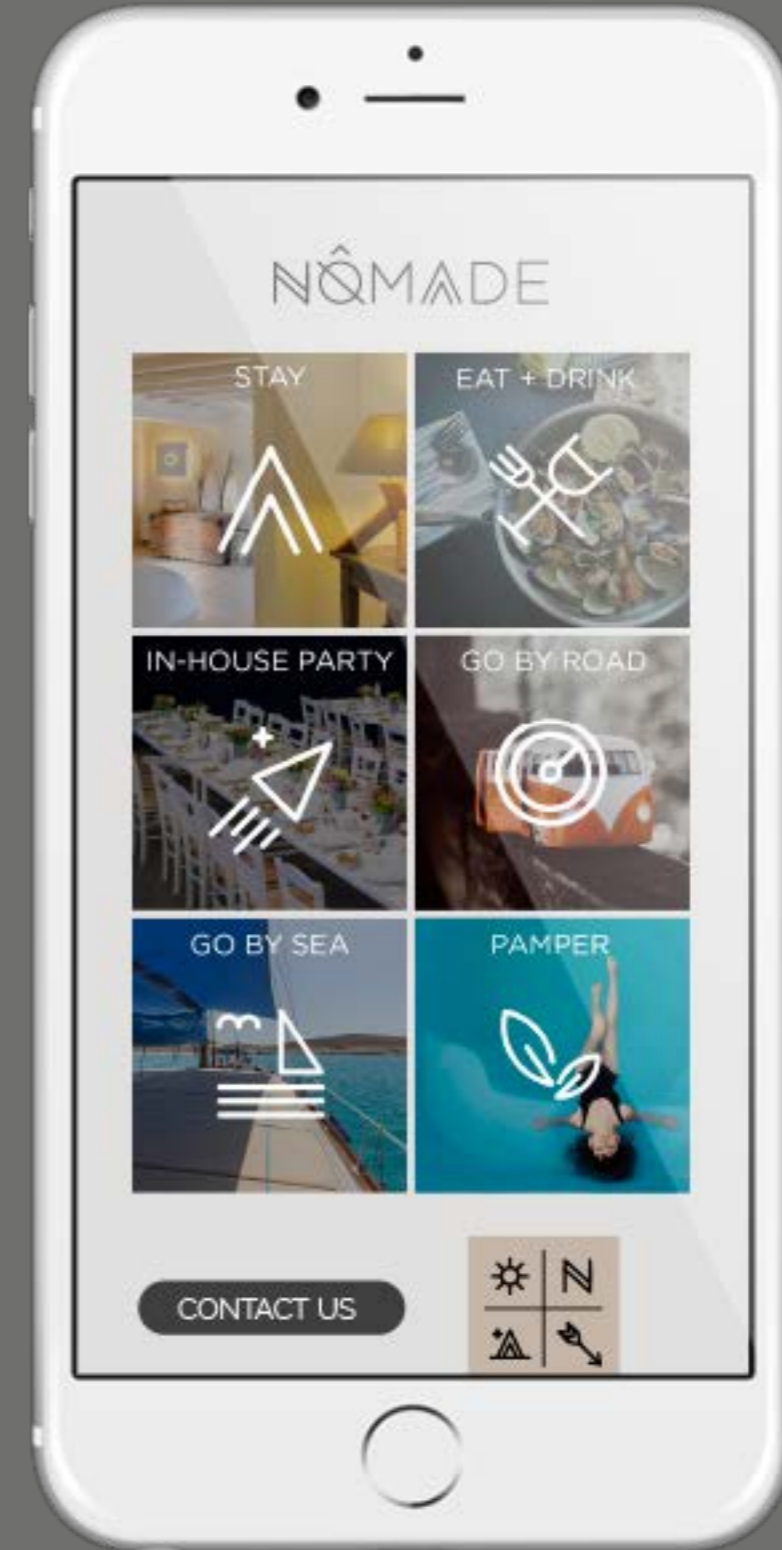 NÔMADE
STAY
EAT + DRINK
IN-HOUSE PARTY
GO BY ROAD
GO BY SEA
PAMPER
CONTACT US
N